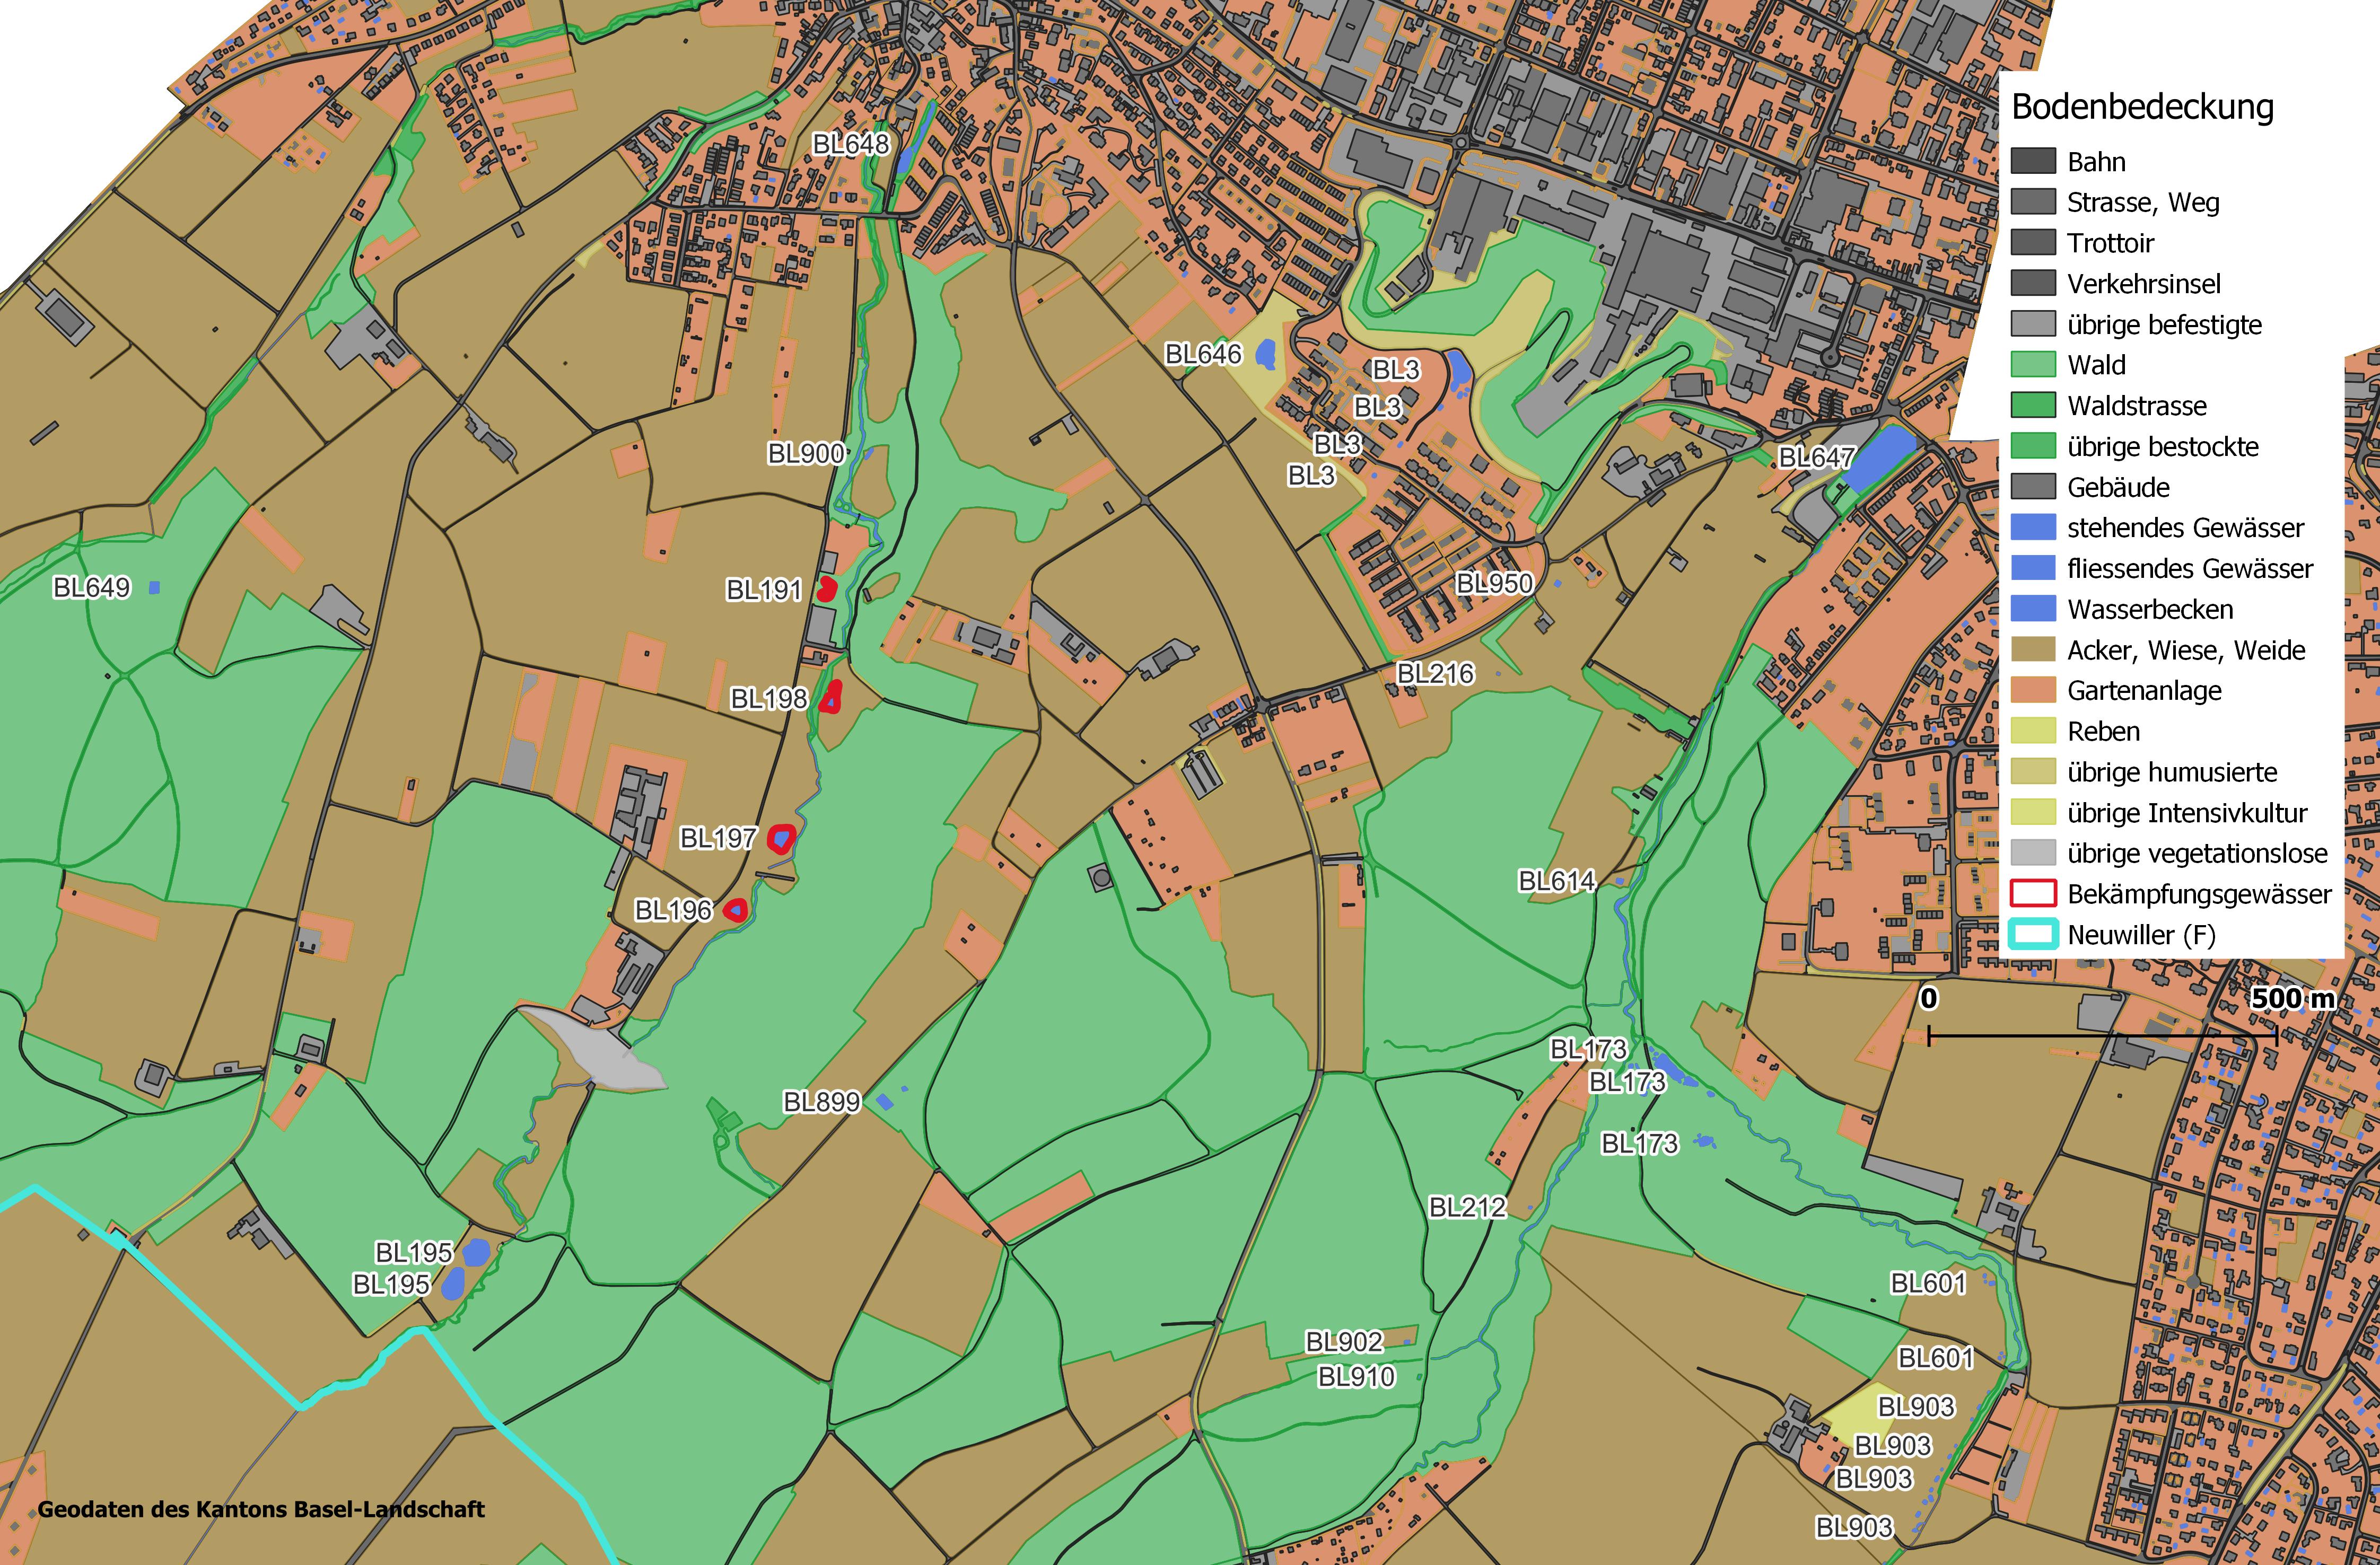 Bodenbedeckung
Bahn
Strasse, Weg
Trottoir
Verkehrsinsel
übrige befestigte
Wald
Waldstrasse
übrige bestockte
Gebäude
stehendes Gewässer
fliessendes Gewässer
Wasserbecken
Acker, Wiese, Weide
Gartenanlage
Reben
übrige humusierte
übrige Intensivkultur
übrige vegetationslose
Bekämpfungsgewässer
Neuwiller (F)
0 500 m
BL648
BL646
BL3
BL3
BL3
BL3
BL900
BL647
BL649
BL191
BL950
BL216
BL198
BL197
BL614
BL196
BL173
BL173
BL899
BL173
BL212
BL195
BL195
BL601
BL902
BL601
BL910
BL903
BL903
BL903
BL903
Geodaten des Kantons Basel-Landschaft